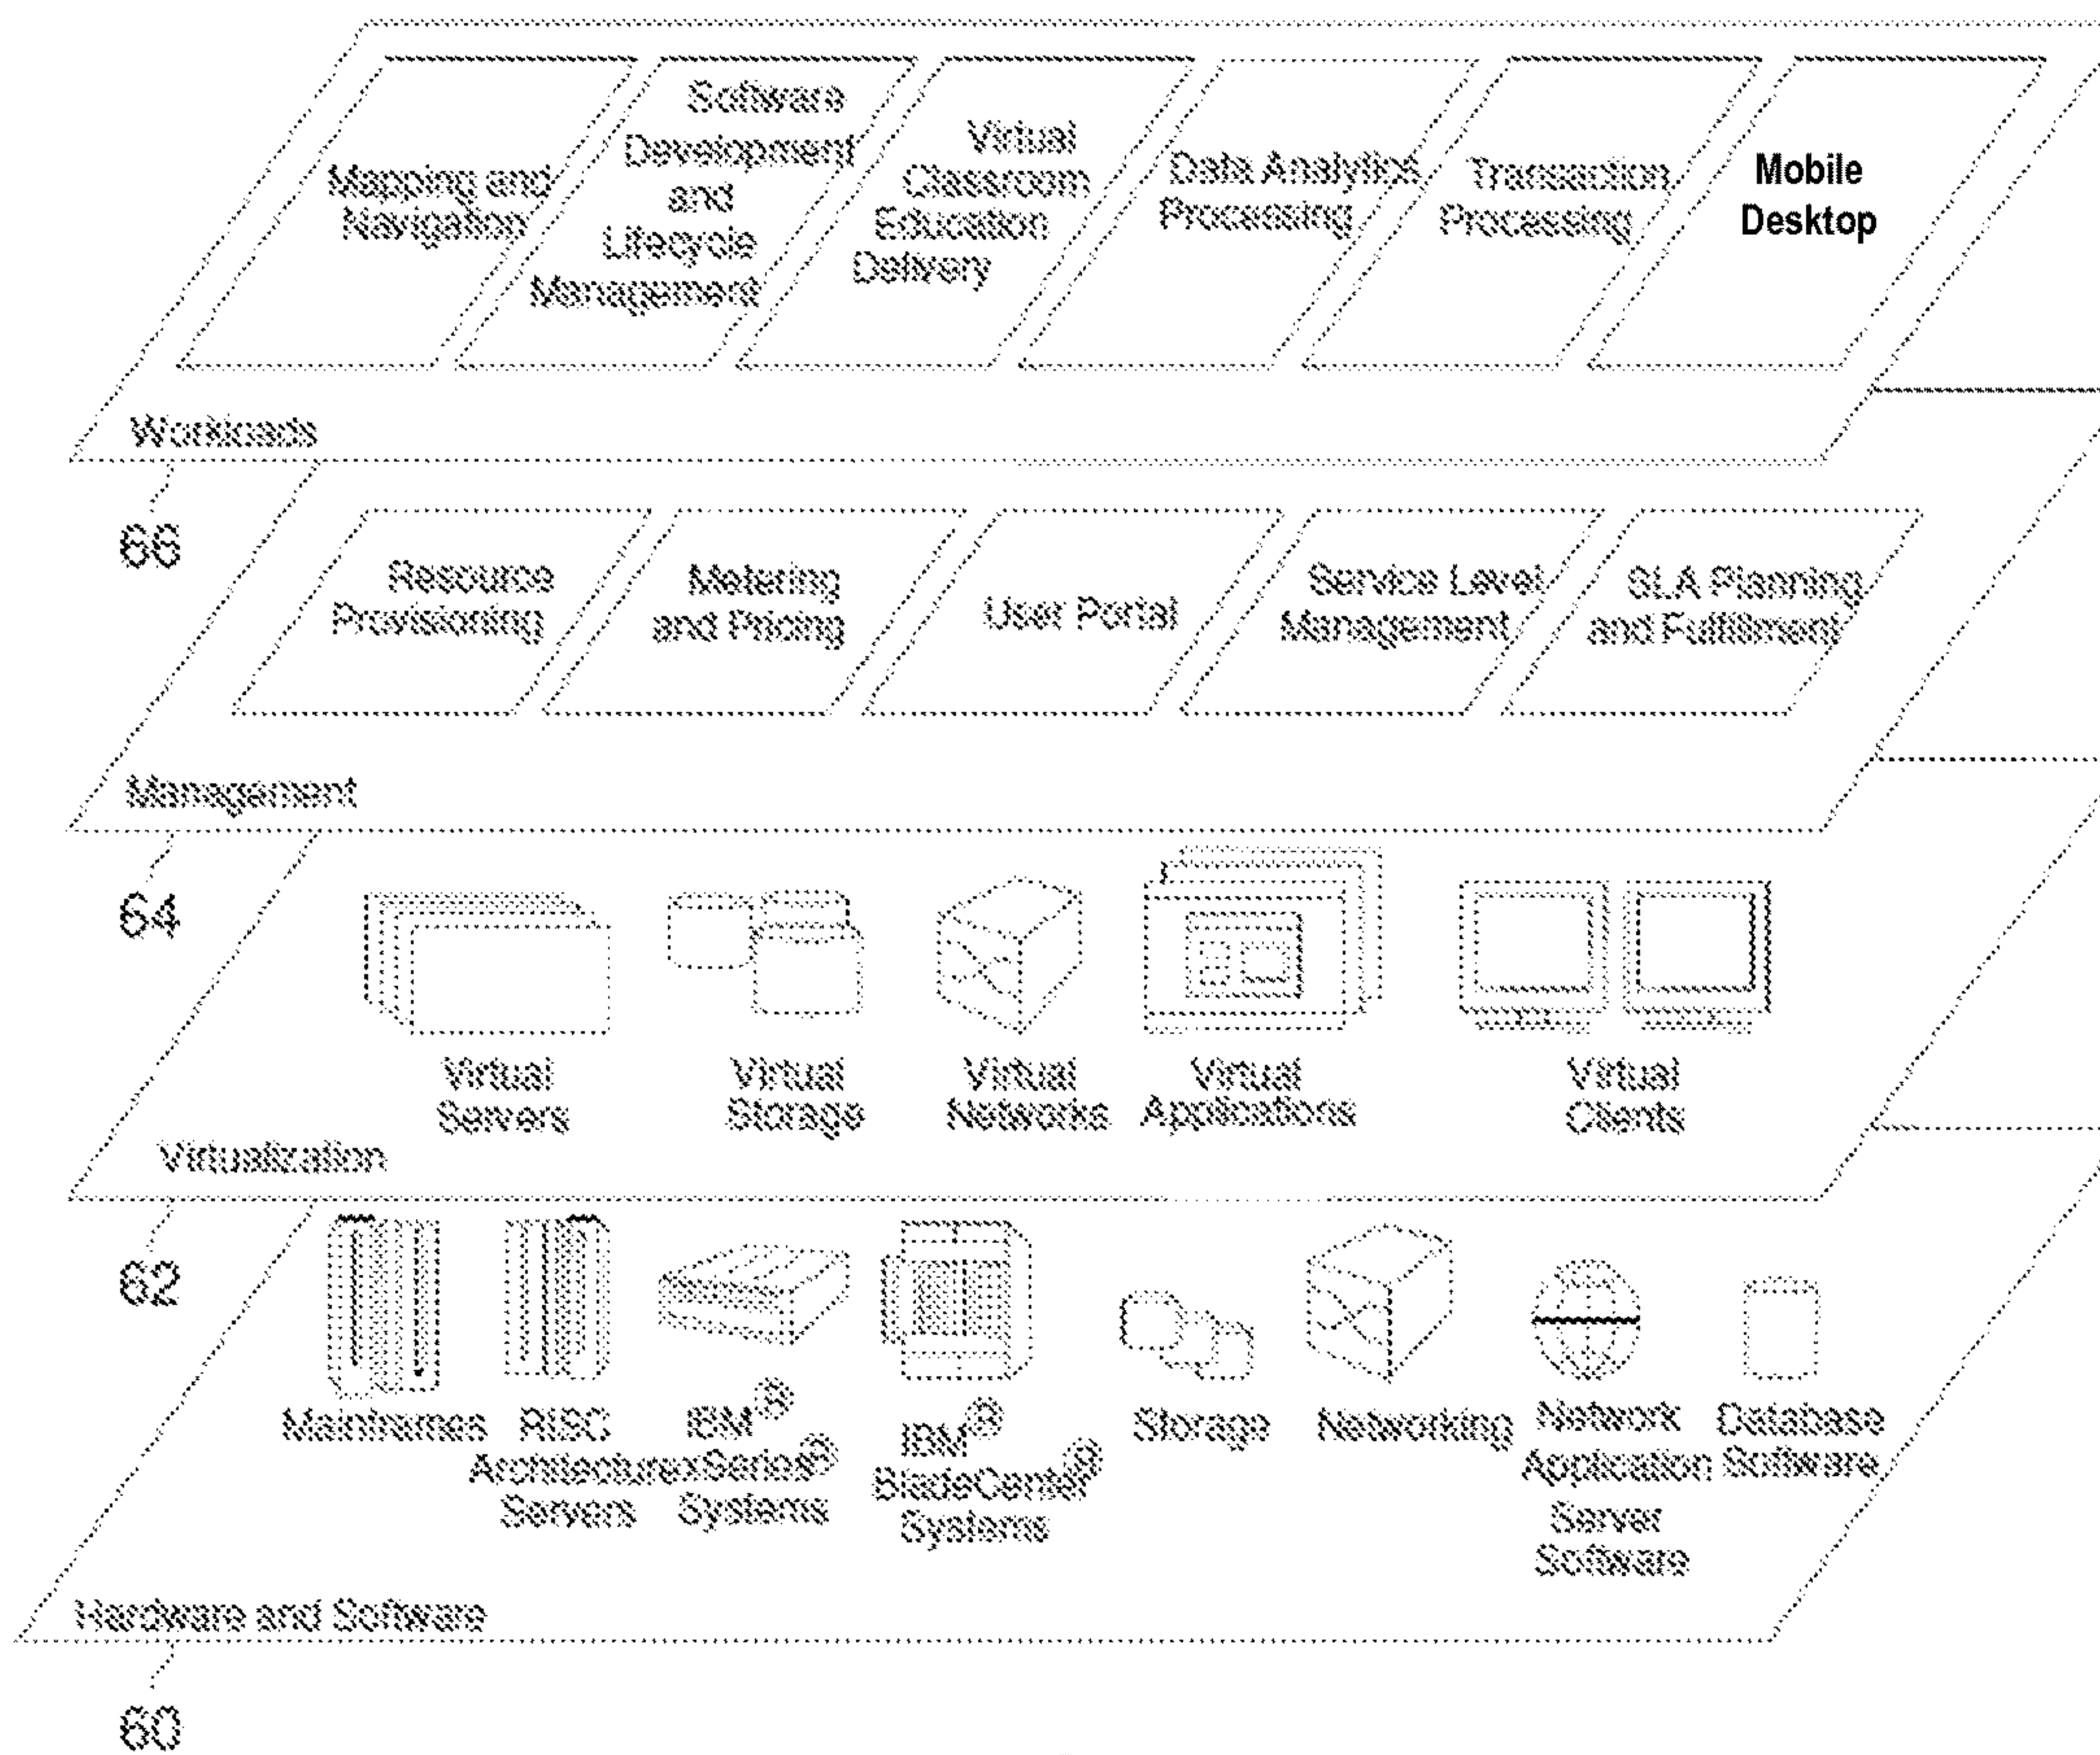 Mapping and
Navigation
Software
Development
and
Lifecycle
Management
Virtual
Classroom
Education
Delivery
Data Analytics
Processing
Transaction
Processing
Mobile
Desktop
Workloads
66
Resource
Provisioning
Metering
and Pricing
User Portal
Service Level
Management
SLA Planning
and Fulfillment
Management
64
Virtual
Servers
Virtual
Storage
Virtual
Networks
Virtual
Applications
Virtual
Clients
Virtualization
62
Mainframes
RISC
Architecture
Servers
IBM®
xSeries®
Systems
IBM®
BladeCenter®
Systems
Storage
Networking
Network
Application
Server
Software
Database
Software
Hardware and Software
60